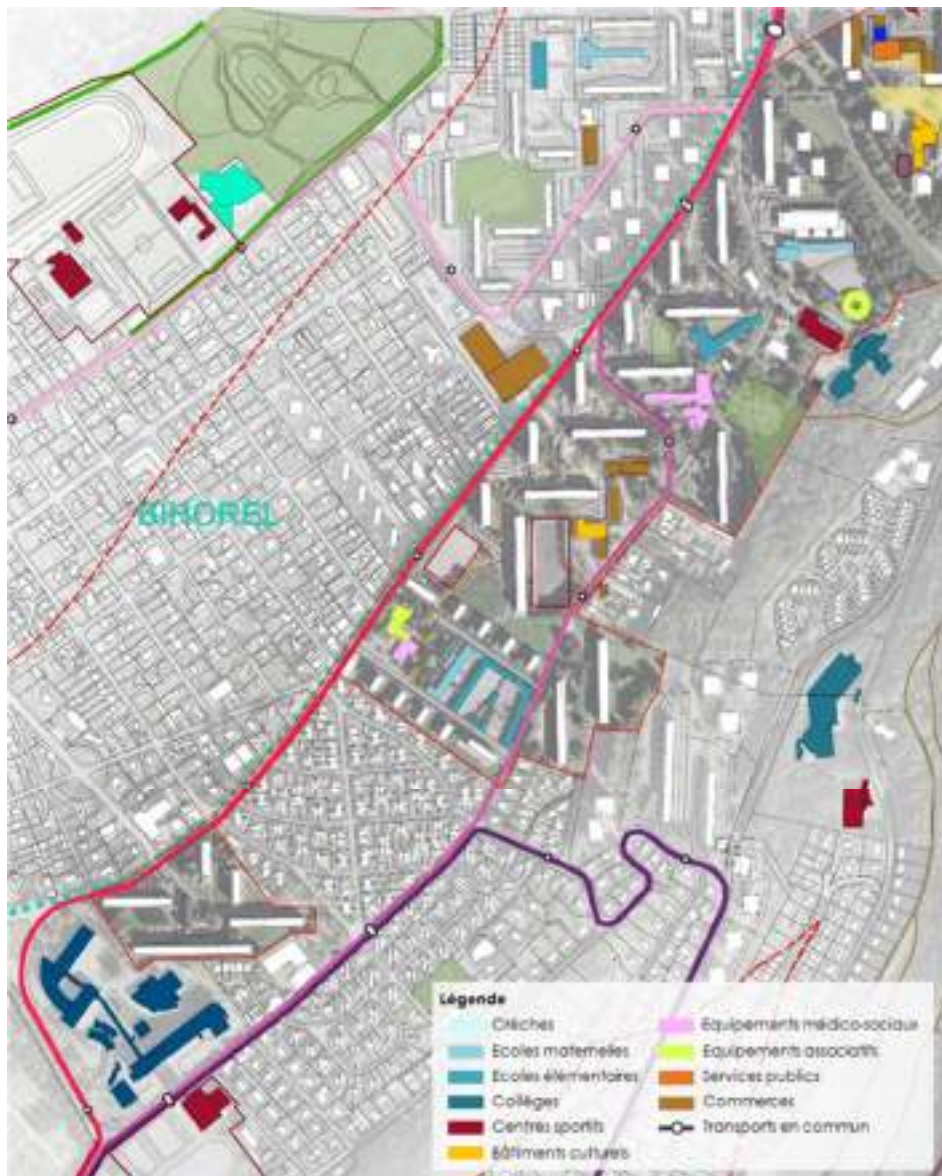 BIHOREL
Légende
Crèches
Ecoles maternelles
Ecoles élémentaires
Collèges
Centres sportifs
Bâtiments culturels
Equipements médico-sociaux
Equipements associatifs
Services publics
Commerces
Transports en commun